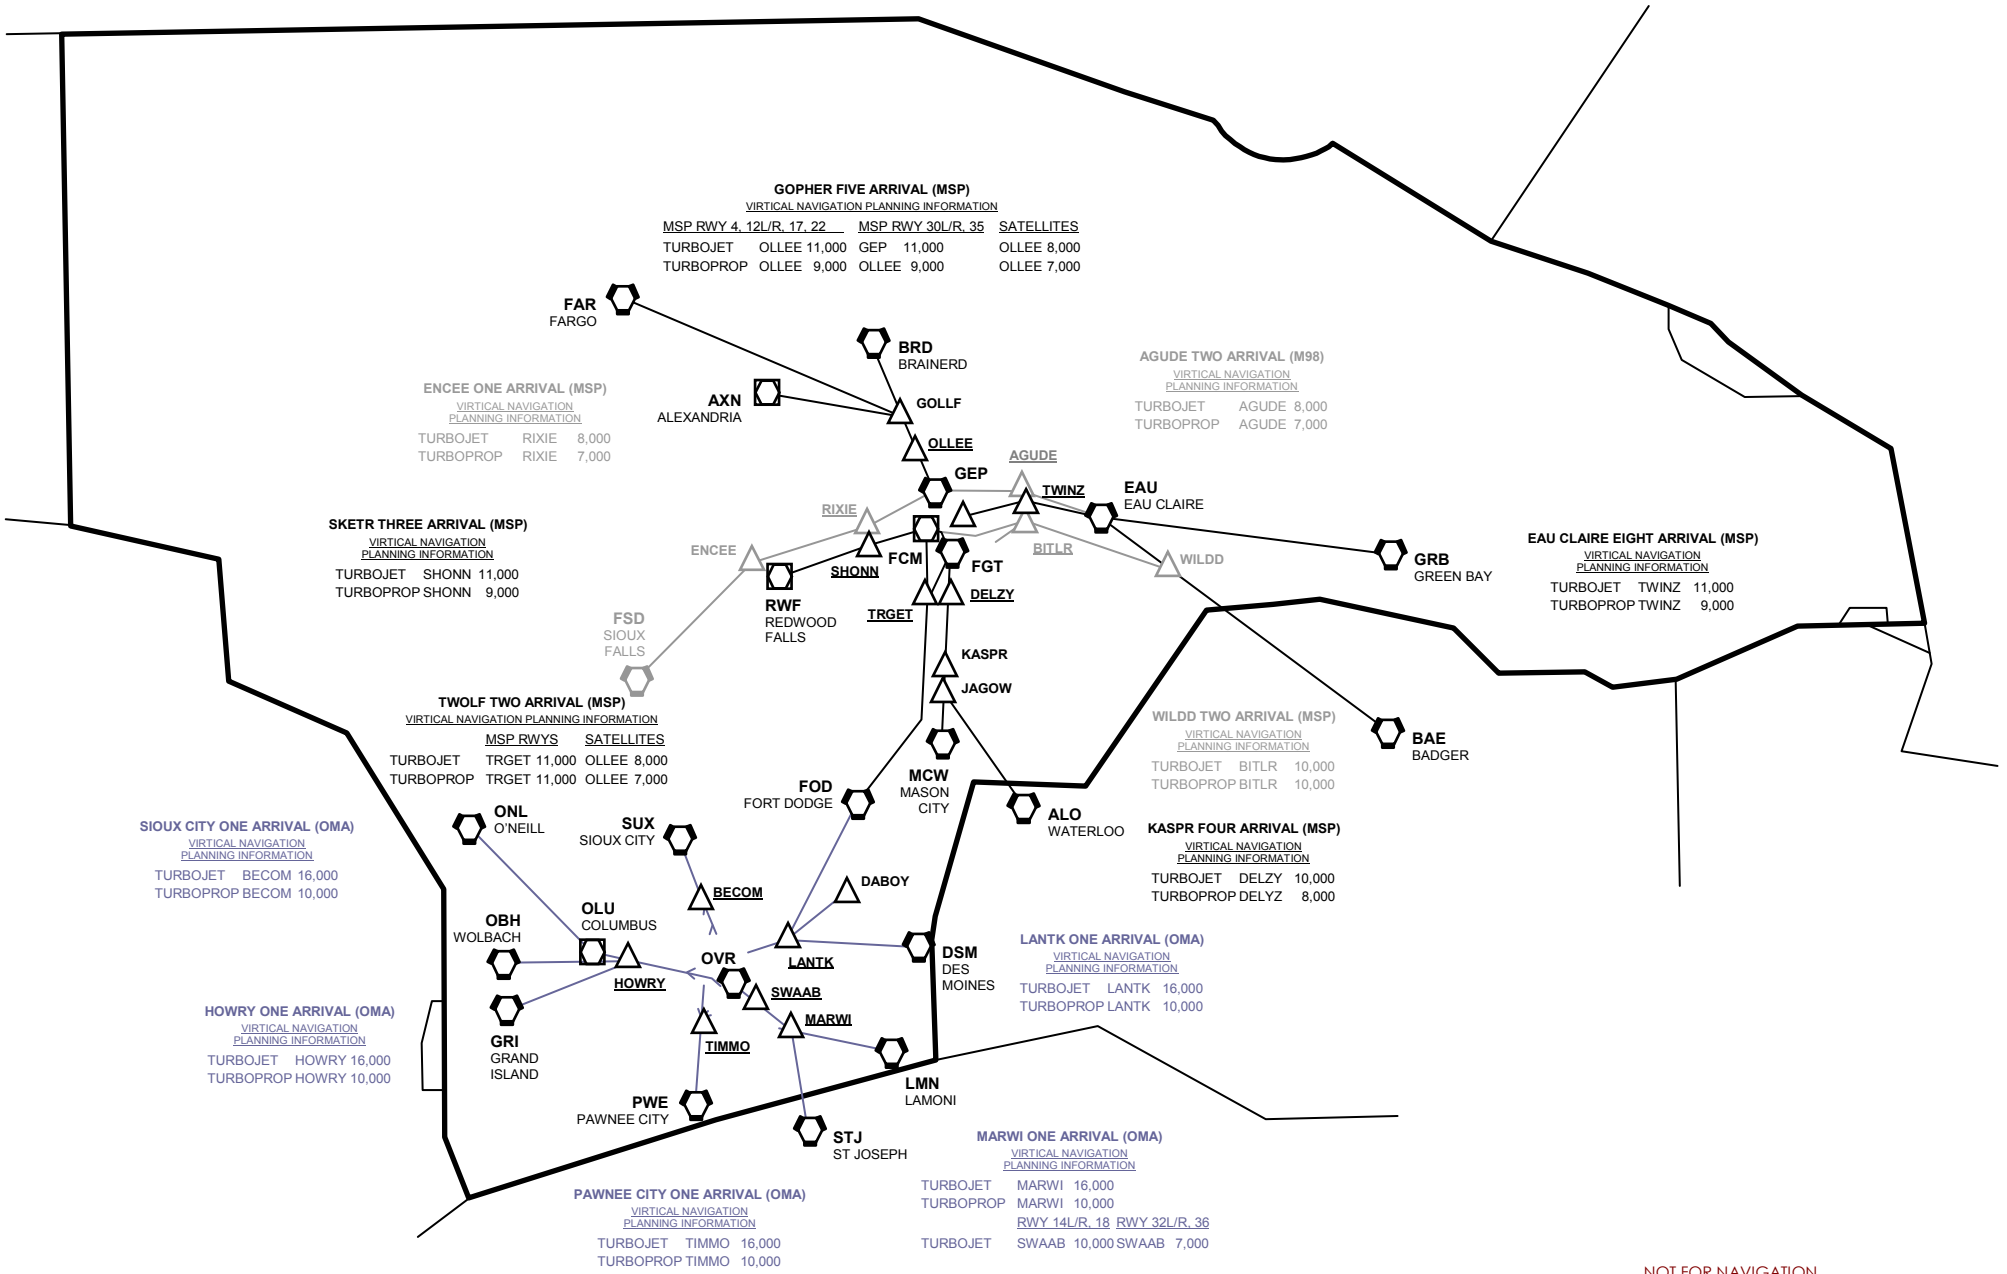 GOPHER FIVE ARRIVAL (MSP)
VIRTICAL NAVIGATION PLANNING INFORMATION
MSP RWY 4, 12L/R, 17, 22 MSP RWY 30L/R, 35 SATELLITES
TURBOJET OLLEE 11,000 GEP 11,000 OLLEE 8,000
TURBOPROP OLLEE 9,000 OLLEE 9,000 OLLEE 7,000
FAR
FARGO
BRD
BRAINERD
AXN
ALEXANDRIA
GOLLF
OLLEE
GEP
ENCEE ONE ARRIVAL (MSP)
VIRTICAL NAVIGATION
PLANNING INFORMATION
TURBOJET RIXIE 8,000
TURBOPROP RIXIE 7,000
AGUDE TWO ARRIVAL (M98)
VIRTICAL NAVIGATION
PLANNING INFORMATION
TURBOJET AGUDE 8,000
TURBOPROP AGUDE 7,000
AGUDE
TWINZ
EAU
EAU CLAIRE
RIXIE
ENCEE
SHONN
FCM
FGT
BITLR
WILDD
GRB
GREEN BAY
SKETR THREE ARRIVAL (MSP)
VIRTICAL NAVIGATION
PLANNING INFORMATION
TURBOJET SHONN 11,000
TURBOPROP SHONN 9,000
EAU CLAIRE EIGHT ARRIVAL (MSP)
VIRTICAL NAVIGATION
PLANNING INFORMATION
TURBOJET TWINZ 11,000
TURBOPROP TWINZ 9,000
RWF
REDWOOD
FALLS
TRGET
DELZY
FSD
SIOUX
FALLS
KASPR
JAGOW
TWOLF TWO ARRIVAL (MSP)
VIRTICAL NAVIGATION PLANNING INFORMATION
MSP RWYS SATELLITES
TURBOJET TRGET 11,000 OLLEE 8,000
TURBOPROP TRGET 11,000 OLLEE 7,000
WILDD TWO ARRIVAL (MSP)
VIRTICAL NAVIGATION
PLANNING INFORMATION
TURBOJET BITLR 10,000
TURBOPROP BITLR 10,000
BAE
BADGER
FOD
FORT DODGE
MCW
MASON
CITY
ALO
WATERLOO
KASPR FOUR ARRIVAL (MSP)
VIRTICAL NAVIGATION
PLANNING INFORMATION
TURBOJET DELZY 10,000
TURBOPROP DELYZ 8,000
SIOUX CITY ONE ARRIVAL (OMA)
VIRTICAL NAVIGATION
PLANNING INFORMATION
TURBOJET BECOM 16,000
TURBOPROP BECOM 10,000
ONL
O'NEILL
SUX
SIOUX CITY
BECOM
DABOY
OBH
WOLBACH
OLU
COLUMBUS
HOWRY
OVR
LANTK
DSM
DES
MOINES
LANTK ONE ARRIVAL (OMA)
VIRTICAL NAVIGATION
PLANNING INFORMATION
TURBOJET LANTK 16,000
TURBOPROP LANTK 10,000
SWAAB
MARWI
HOWRY ONE ARRIVAL (OMA)
VIRTICAL NAVIGATION
PLANNING INFORMATION
TURBOJET HOWRY 16,000
TURBOPROP HOWRY 10,000
GRI
GRAND
ISLAND
TIMMO
PWE
PAWNEE CITY
LMN
LAMONI
STJ
ST JOSEPH
MARWI ONE ARRIVAL (OMA)
VIRTICAL NAVIGATION
PLANNING INFORMATION
TURBOJET MARWI 16,000
TURBOPROP MARWI 10,000
RWY 14L/R, 18 RWY 32L/R, 36
TURBOJET SWAAB 10,000 SWAAB 7,000
PAWNEE CITY ONE ARRIVAL (OMA)
VIRTICAL NAVIGATION
PLANNING INFORMATION
TURBOJET TIMMO 16,000
TURBOPROP TIMMO 10,000
NOT FOR NAVIGATION